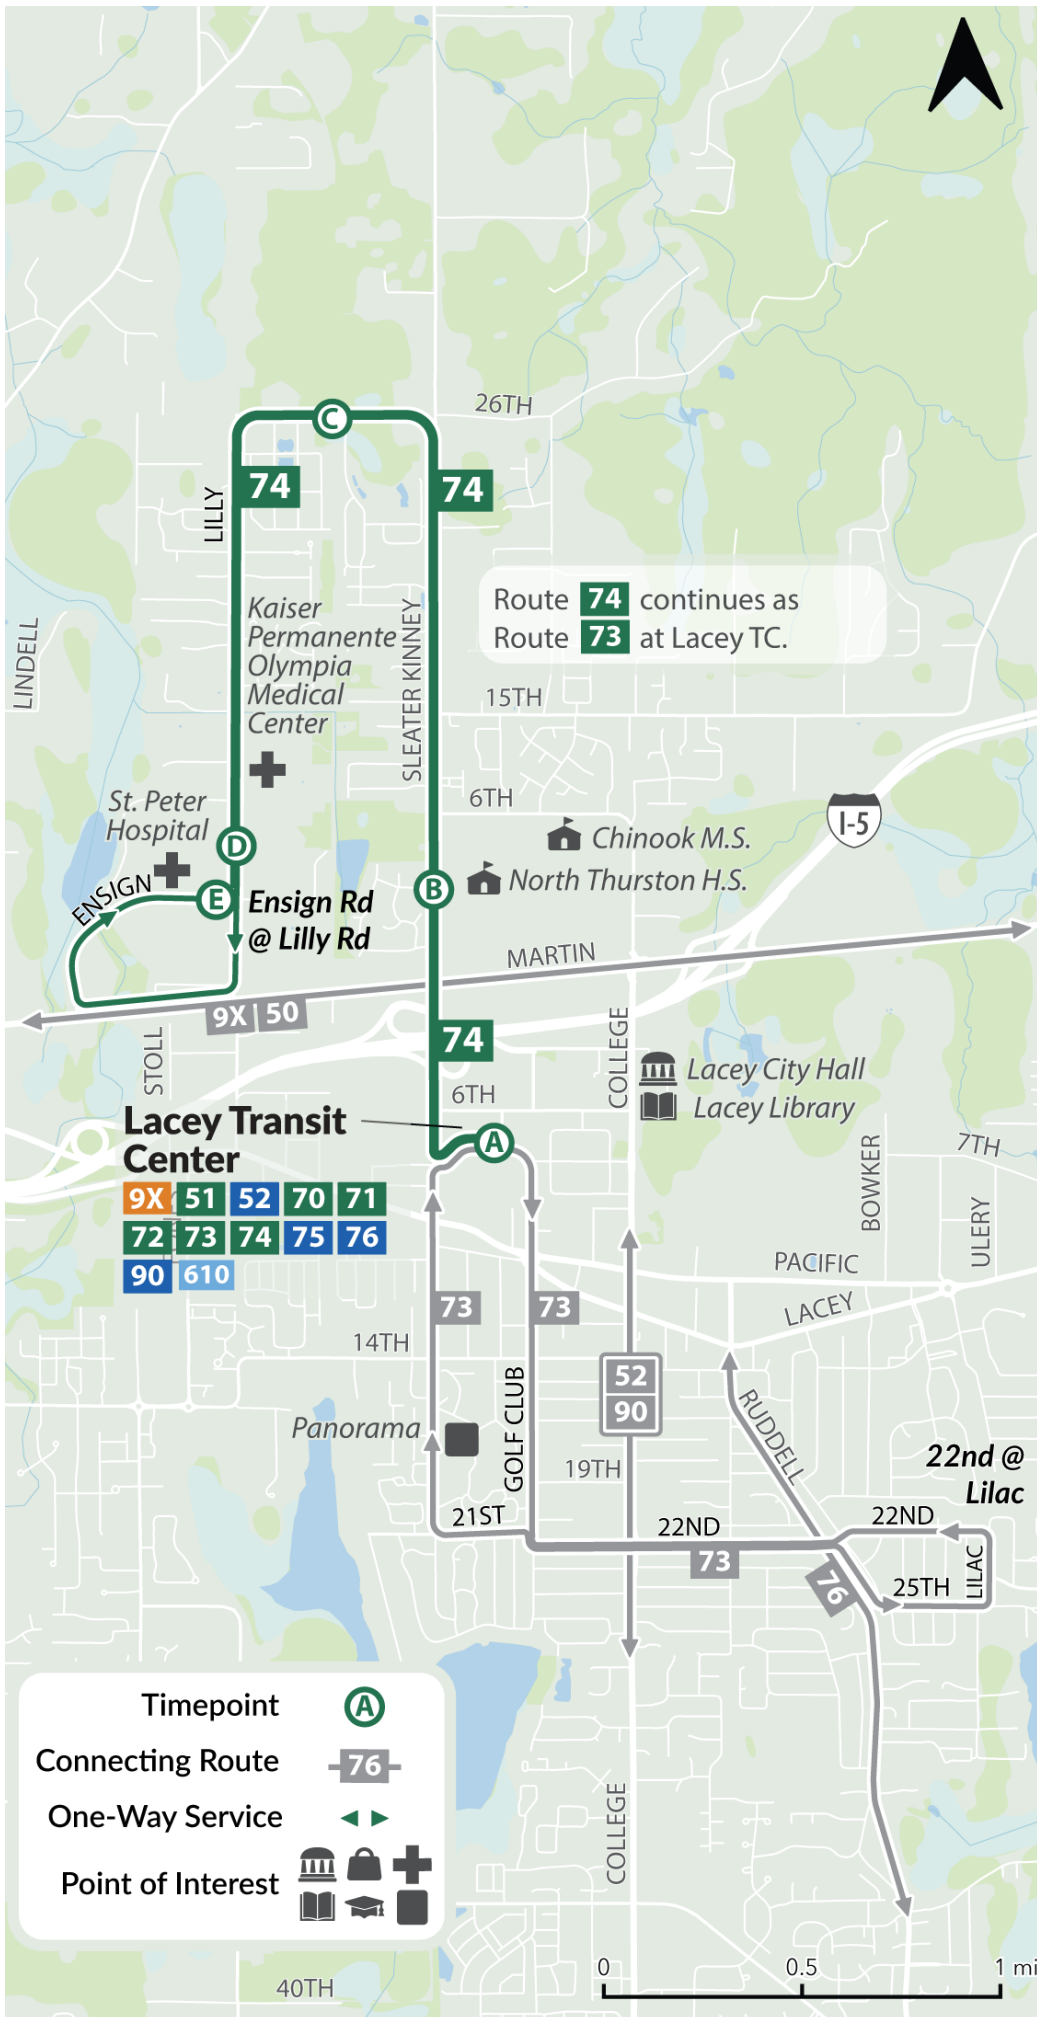 26TH
C
74
74
LILLY
Route 74 continues as
Route 73 at Lacey TC.
Kaiser
Permanente
Olympia
Medical
Center
LINDELL
SLEATER KINNEY
15TH
6TH
St. Peter
Hospital
I-5
Chinook M.S.
North Thurston H.S.
D
B
E
ENSIGN
Ensign Rd
@ Lilly Rd
MARTIN
9X 50
STOLL
74
COLLEGE
Lacey City Hall
Lacey Library
6TH
Lacey Transit
Center
A
9X 51 52 70 71
72 73 74 75 76
90 610
7TH
BOWKER
ULERY
PACIFIC
LACEY
73
73
14TH
52
90
GOLF CLUB
RUDDELL
Panorama
19TH
22nd @
Lilac
21ST
22ND
22ND
73
76
25TH
LILAC
Timepoint A
Connecting Route 76
One-Way Service
Point of Interest
COLLEGE
40TH
0 0.5 1 mi